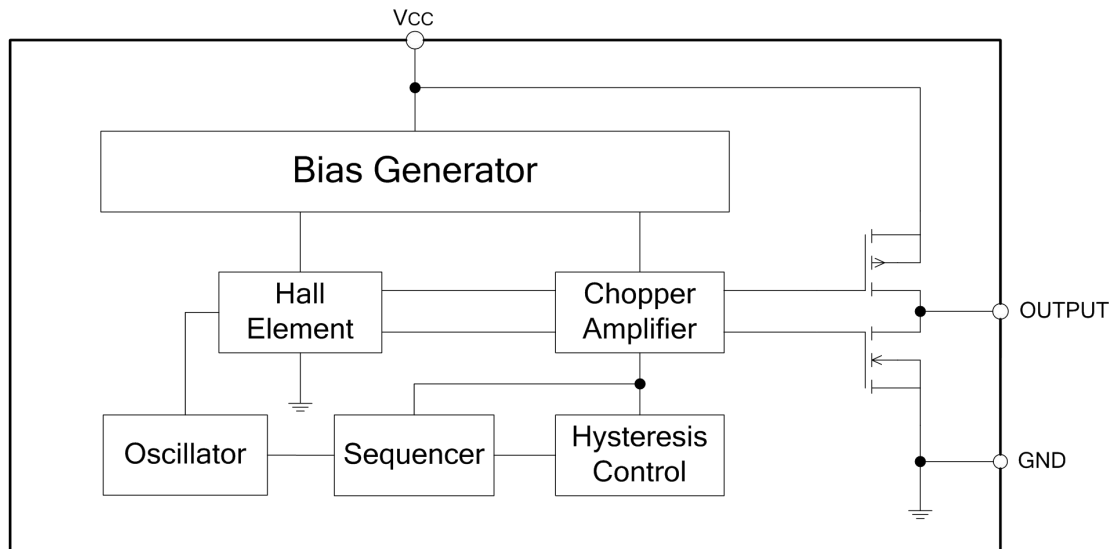 VCC
Bias Generator
Hall
Element
Chopper
Amplifier
OUTPUT
Oscillator
Sequencer
Hysteresis
Control
GND